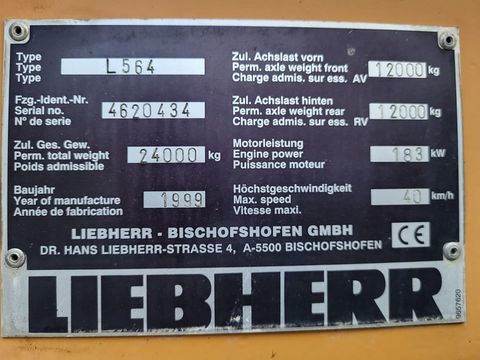 Type
Type L564
Type
Fzg.-Ident.-Nr.
Serial no. 4620434
N° de serie
Zul. Ges. Gew.
Perm. total weight 24000 kg
Poids admissible
Baujahr
Year of manufacture 1999
Année de fabrication
Zul. Achslast vorn
Perm. axle weight front 12000 kg
Charge admis. sur ess. AV
Zul. Achslast hinten
Perm. axle weight rear 12000 kg
Charge admis. sur ess. RV
Motorleistung
Engine power 183 kW
Puissance moteur
Höchstgeschwindigkeit
Max. speed 40 km/h
Vitesse maxi.
LIEBHERR - BISCHOFSHOFEN GMBH
DR. HANS LIEBHERR-STRASSE 4, A-5500 BISCHOFSHOFEN
CE
LIEBHERR
9657620